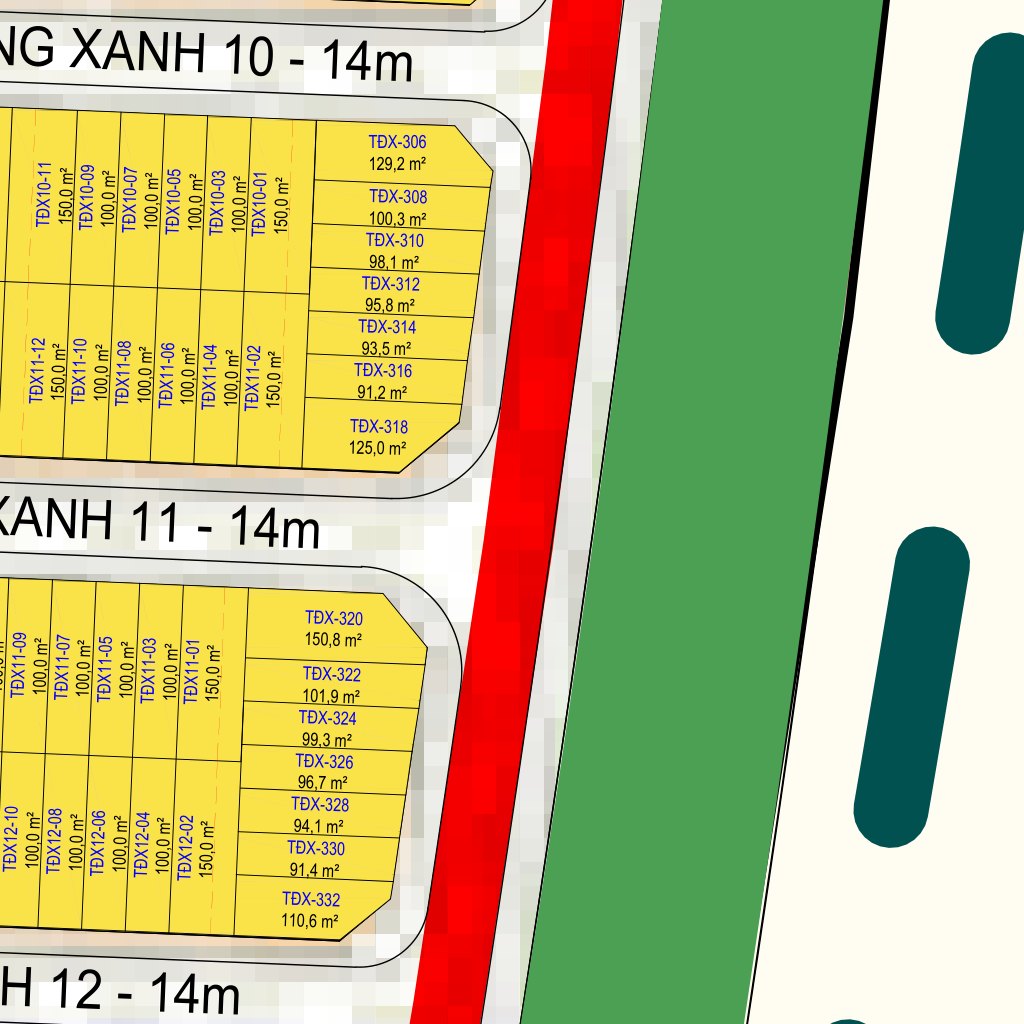 NG XANH 10 - 14m
TĐX10-11
150,0 m²
TĐX10-09
100,0 m²
TĐX10-07
100,0 m²
TĐX10-05
100,0 m²
TĐX10-03
100,0 m²
TĐX10-01
150,0 m²
TĐX-306
129,2 m²
TĐX-308
100,3 m²
TĐX-310
98,1 m²
TĐX-312
95,8 m²
TĐX-314
93,5 m²
TĐX-316
91,2 m²
TĐX-318
125,0 m²
TĐX11-12
150,0 m²
TĐX11-10
100,0 m²
TĐX11-08
100,0 m²
TĐX11-06
100,0 m²
TĐX11-04
100,0 m²
TĐX11-02
150,0 m²
XANH 11 - 14m
TĐX11-09
100,0 m²
TĐX11-07
100,0 m²
TĐX11-05
100,0 m²
TĐX11-03
100,0 m²
TĐX11-01
150,0 m²
TĐX-320
150,8 m²
TĐX-322
101,9 m²
TĐX-324
99,3 m²
TĐX-326
96,7 m²
TĐX-328
94,1 m²
TĐX-330
91,4 m²
TĐX-332
110,6 m²
TĐX12-10
100,0 m²
TĐX12-08
100,0 m²
TĐX12-06
100,0 m²
TĐX12-04
100,0 m²
TĐX12-02
150,0 m²
H 12 - 14m